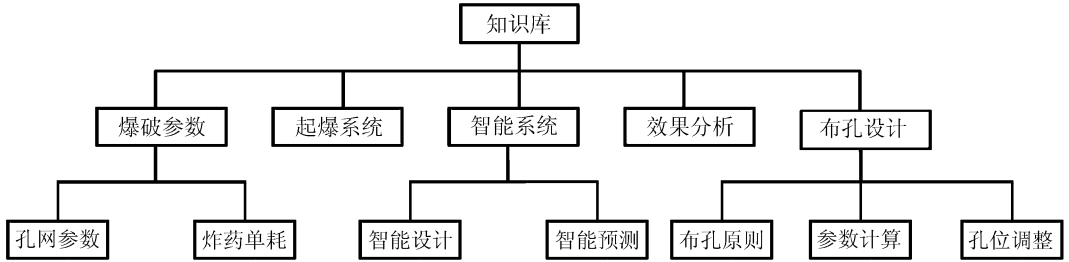 知识库
爆破参数
起爆系统
智能系统
效果分析
布孔设计
孔网参数
炸药单耗
智能设计
智能预测
布孔原则
参数计算
孔位调整